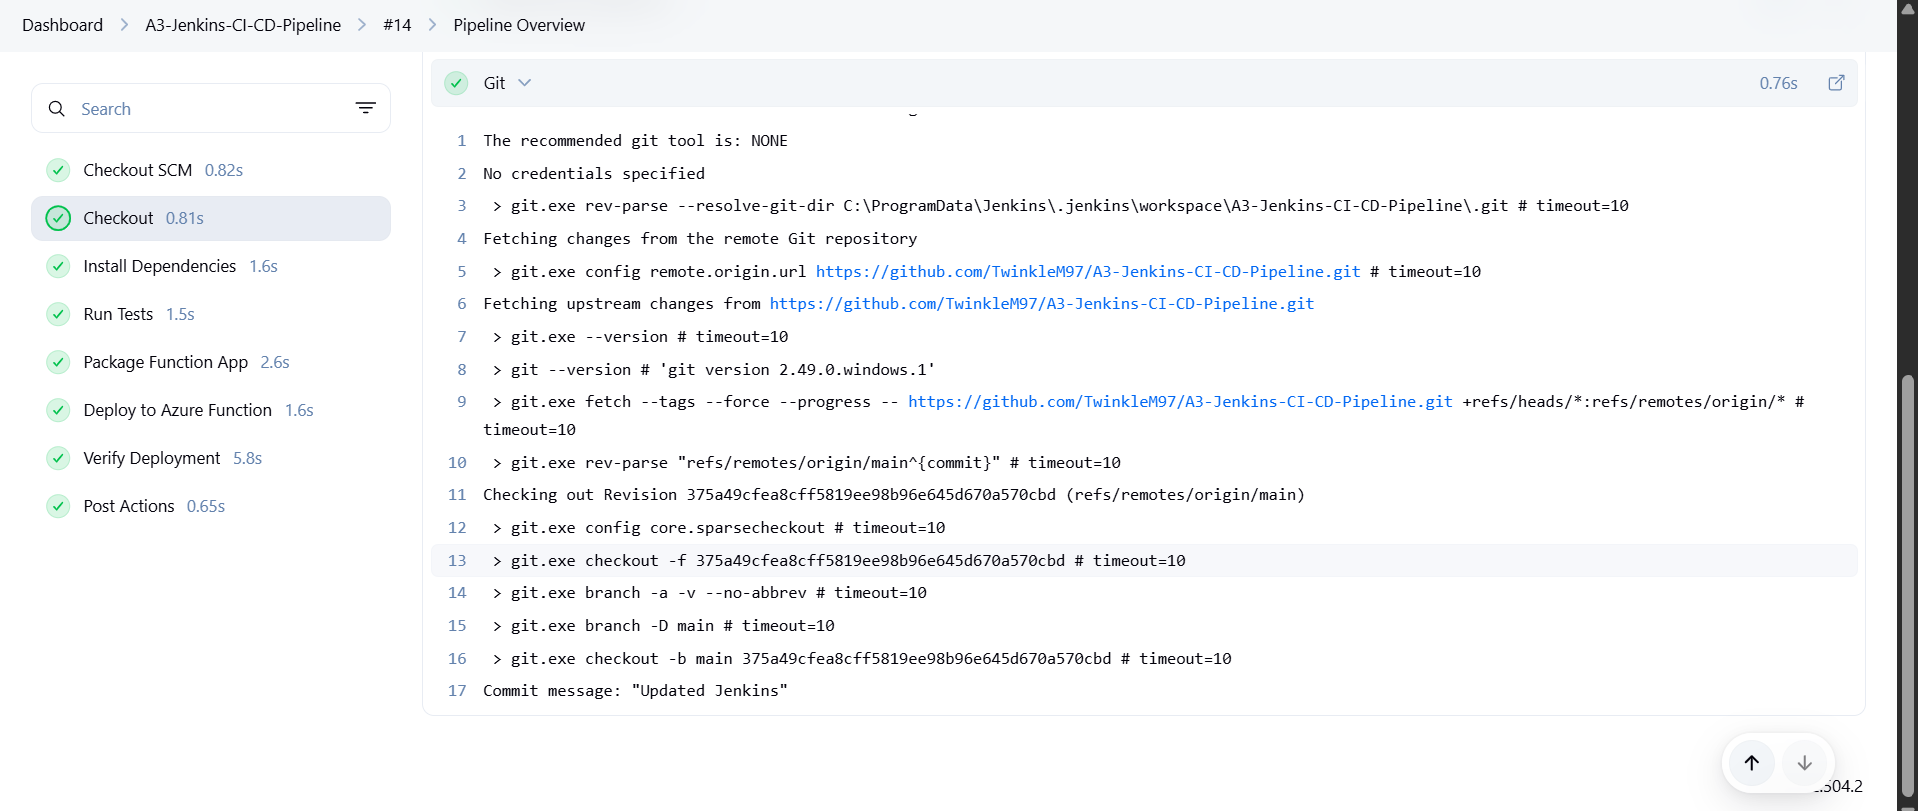 Dashboard > A3-Jenkins-CI-CD-Pipeline > #14 > Pipeline Overview
Search
Checkout SCM 0.82s
Checkout 0.81s
Install Dependencies 1.6s
Run Tests 1.5s
Package Function App 2.6s
Deploy to Azure Function 1.6s
Verify Deployment 5.8s
Post Actions 0.65s
Git 0.76s
1 The recommended git tool is: NONE
2 No credentials specified
3 > git.exe rev-parse --resolve-git-dir C:\ProgramData\Jenkins\.jenkins\workspace\A3-Jenkins-CI-CD-Pipeline\.git # timeout=10
4 Fetching changes from the remote Git repository
5 > git.exe config remote.origin.url https://github.com/TwinkleM97/A3-Jenkins-CI-CD-Pipeline.git # timeout=10
6 Fetching upstream changes from https://github.com/TwinkleM97/A3-Jenkins-CI-CD-Pipeline.git
7 > git.exe --version # timeout=10
8 > git --version # 'git version 2.49.0.windows.1'
9 > git.exe fetch --tags --force --progress -- https://github.com/TwinkleM97/A3-Jenkins-CI-CD-Pipeline.git +refs/heads/*:refs/remotes/origin/* #
timeout=10
10 > git.exe rev-parse "refs/remotes/origin/main^{commit}" # timeout=10
11 Checking out Revision 375a49cfea8cff5819ee98b96e645d670a570cbd (refs/remotes/origin/main)
12 > git.exe config core.sparsecheckout # timeout=10
13 > git.exe checkout -f 375a49cfea8cff5819ee98b96e645d670a570cbd # timeout=10
14 > git.exe branch -a -v --no-abbrev # timeout=10
15 > git.exe branch -D main # timeout=10
16 > git.exe checkout -b main 375a49cfea8cff5819ee98b96e645d670a570cbd # timeout=10
17 Commit message: "Updated Jenkins"
.504.2